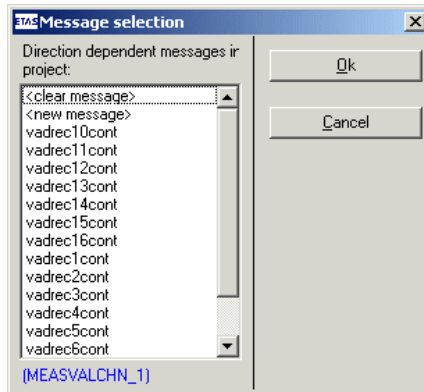 ETAS Message selection
Direction dependent messages ir
project:
<clear message>
<new message>
vadrec10cont
vadrec11cont
vadrec12cont
vadrec13cont
vadrec14cont
vadrec15cont
vadrec16cont
vadrec1cont
vadrec2cont
vadrec3cont
vadrec4cont
vadrec5cont
vadrec6cont
(MEASVALCHN_1)
Ok
Cancel